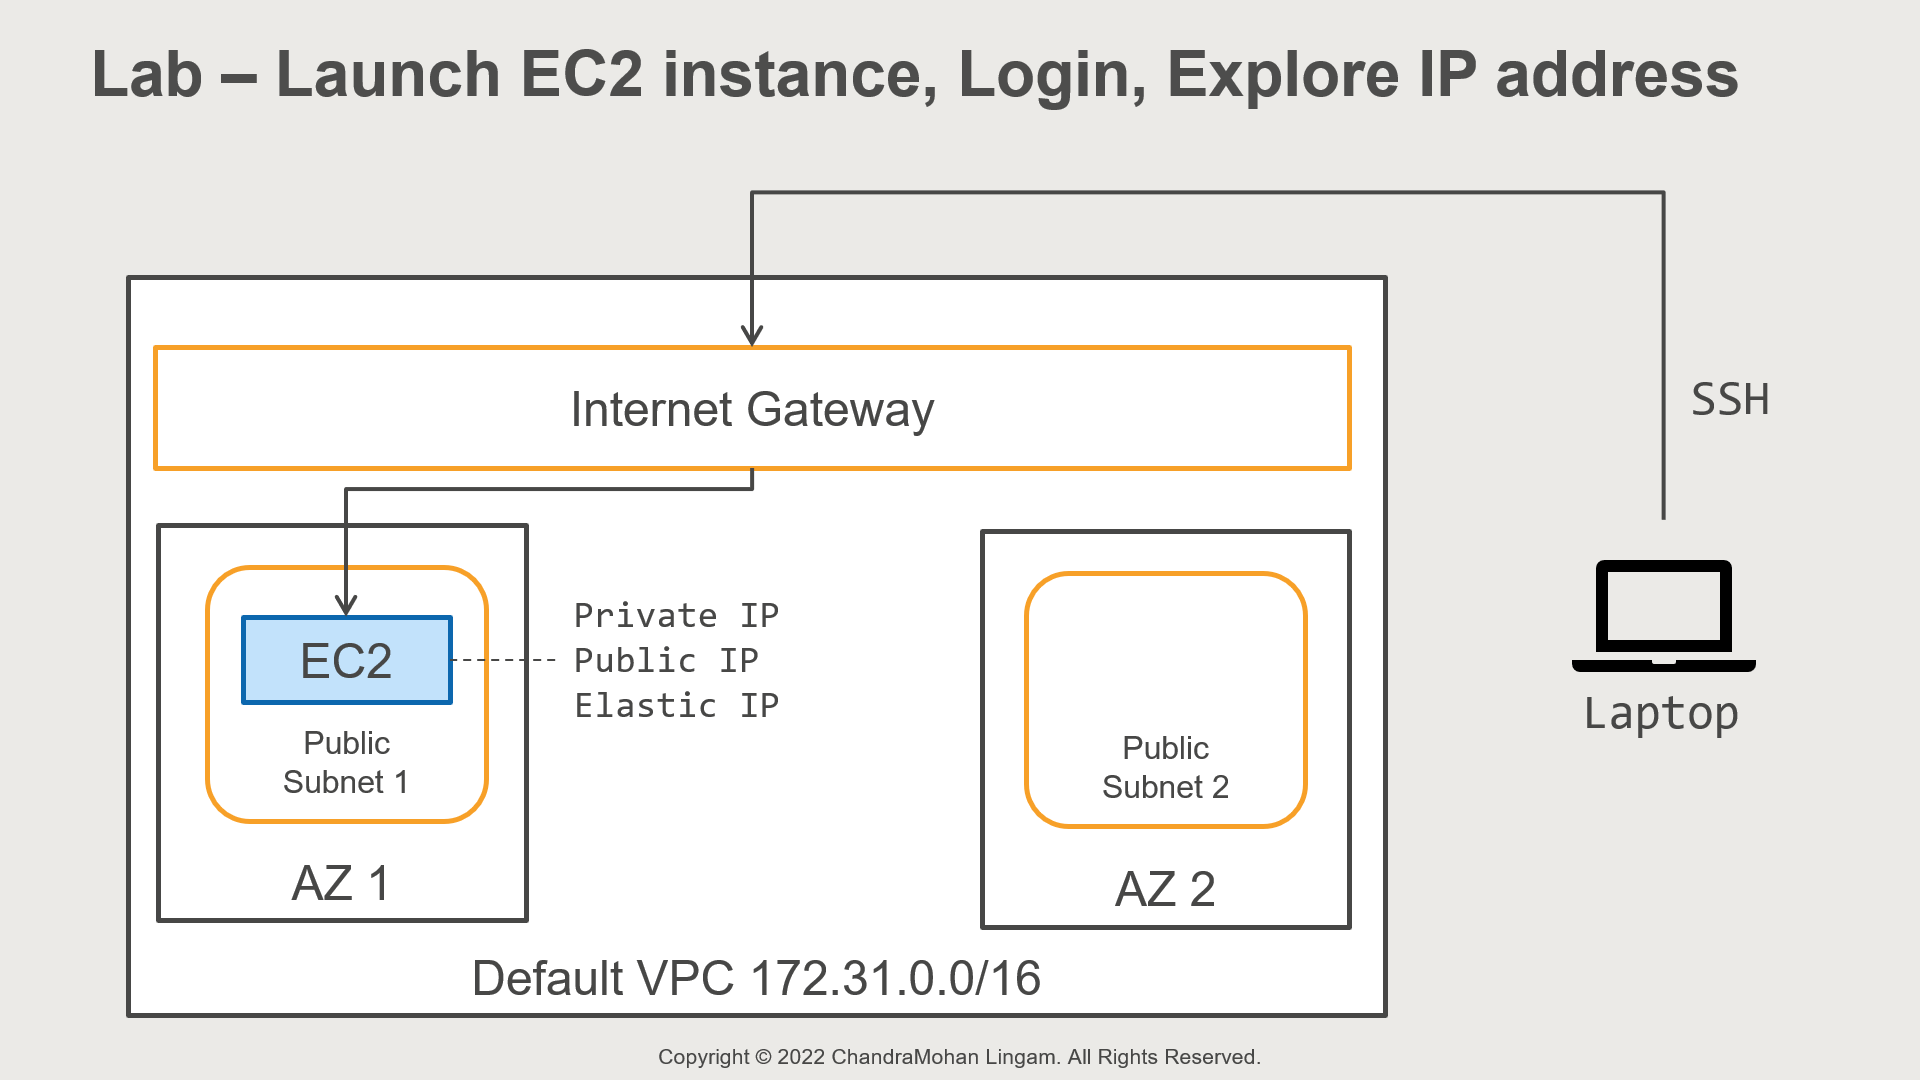 Lab – Launch EC2 instance, Login, Explore IP address
Internet Gateway
SSH
EC2
Private IP
Public IP
Elastic IP
Public
Subnet 1
AZ 1
Public
Subnet 2
AZ 2
Laptop
Default VPC 172.31.0.0/16
Copyright © 2022 ChandraMohan Lingam. All Rights Reserved.